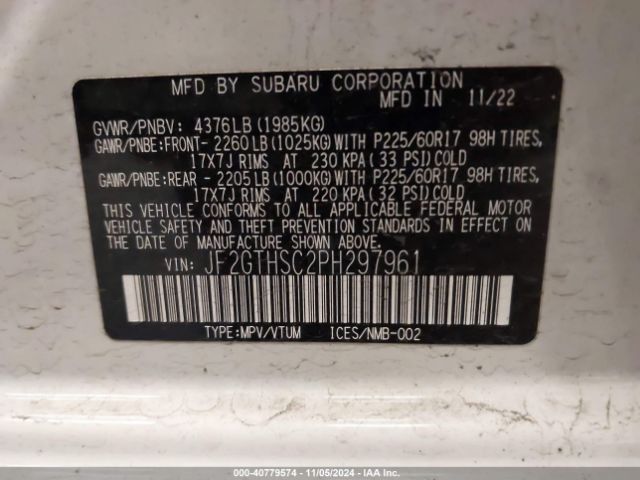 MFD BY SUBARU CORPORATION
MFD IN 11/22
GVWR/PNBV: 4376LB (1985KG)
GAWR/PNBE:FRONT- 2260LB (1025KG)WITH P225/60R17 98H TIRES,
17X7J RIMS AT 230 KPA( 33 PSI)COLD
GAWR/PNBE:REAR - 2205LB (1000KG)WITH P225/60R17 98H TIRES,
17X7J RIMS AT 220 KPA( 32 PSI)COLD
THIS VEHICLE CONFORMS TO ALL APPLICABLE FEDERAL MOTOR
VEHICLE SAFETY AND THEFT PREVENTION STANDARDS IN EFFECT ON
THE DATE OF MANUFACTURE SHOWN ABOVE.
VIN: JF2GTHSC2PH297961
TYPE:MPV/VTUM ICES/NMB-002
000-40779574 | 11/05/2024 - IAA Inc.